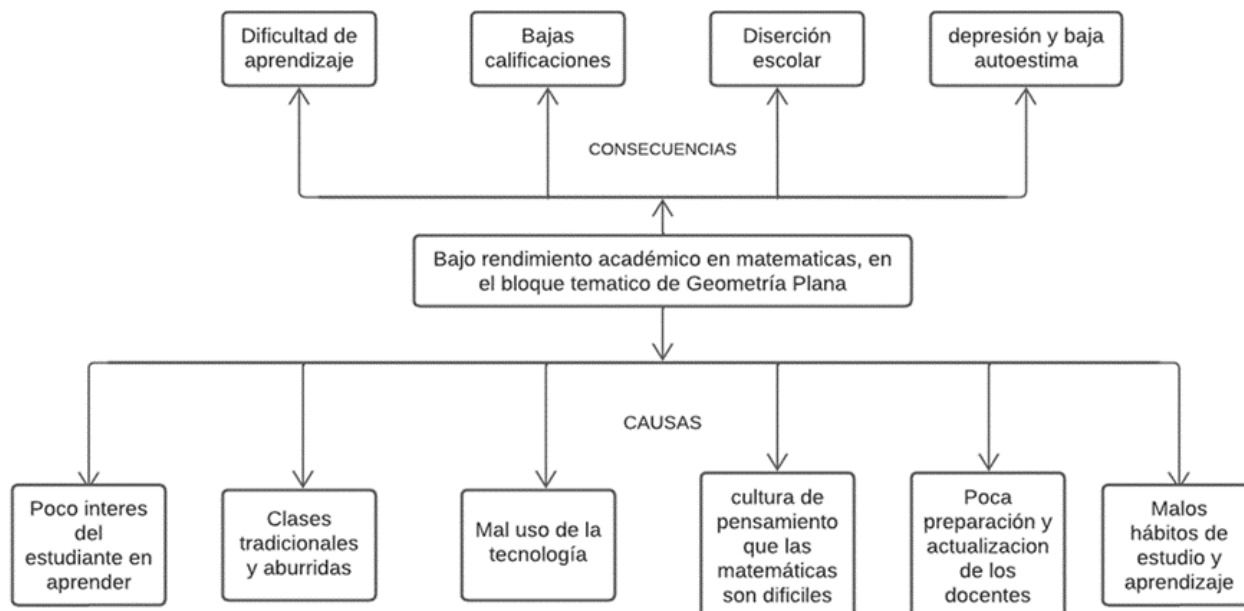 Dificultad de
aprendizaje
Bajas
calificaciones
Diserción
escolar
depresión y baja
autoestima
CONSECUENCIAS
Bajo rendimiento académico en matematicas, en
el bloque tematico de Geometría Plana
CAUSAS
Poco interes
del
estudiante en
aprender
Clases
tradicionales
y aburridas
Mal uso de la
tecnología
cultura de
pensamiento
que las
matemáticas
son dificiles
Poca
preparación y
actualizacion
de los
docentes
Malos
hábitos de
estudio y
aprendizaje